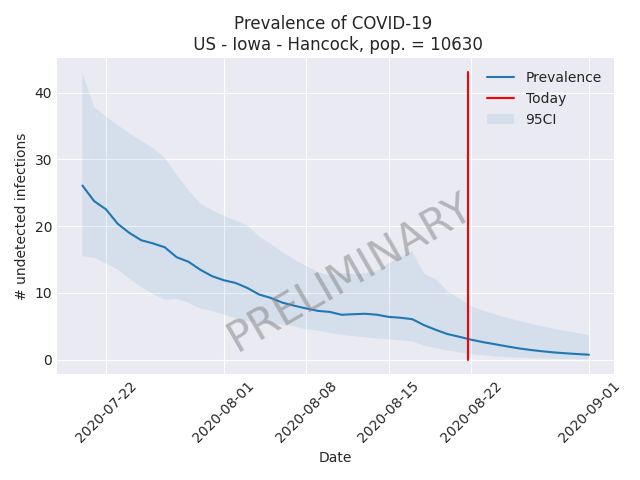 Prevalence of COVID-19
US - Iowa - Hancock, pop. = 10630
Prevalence
Today
95CI
PRELIMINARY
# undetected infections
40
30
20
10
0
2020-07-22
2020-08-01
2020-08-08
2020-08-15
2020-08-22
2020-09-01
Date